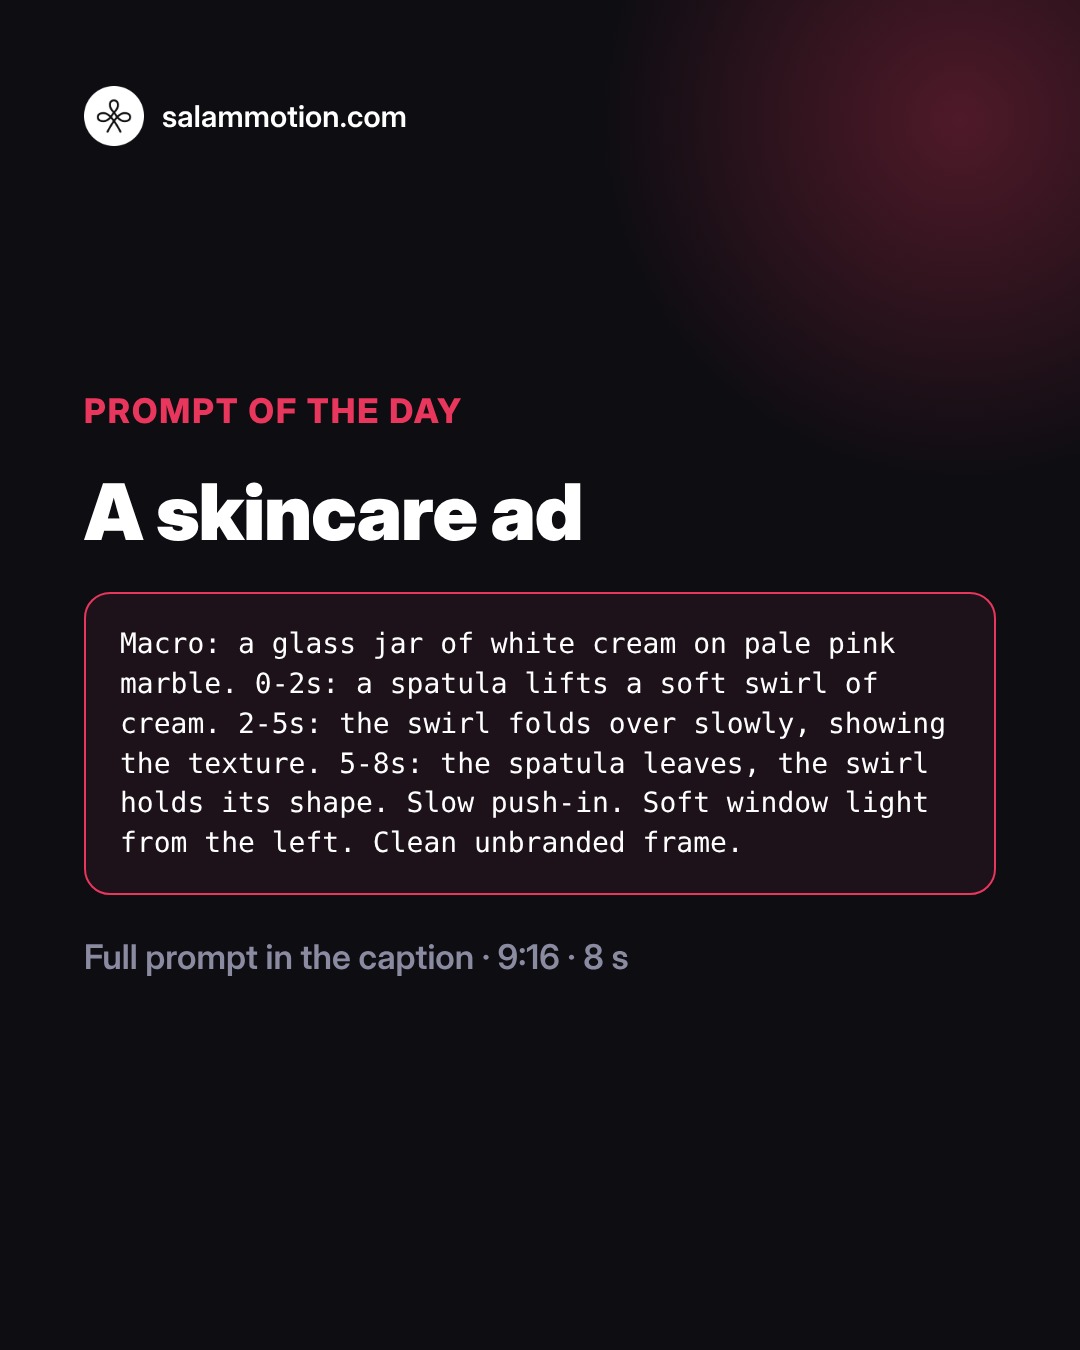 salammotion.com
PROMPT OF THE DAY
A skincare ad
Macro: a glass jar of white cream on pale pink
marble. 0-2s: a spatula lifts a soft swirl of
cream. 2-5s: the swirl folds over slowly, showing
the texture. 5-8s: the spatula leaves, the swirl
holds its shape. Slow push-in. Soft window light
from the left. Clean unbranded frame.
Full prompt in the caption · 9:16 · 8 s